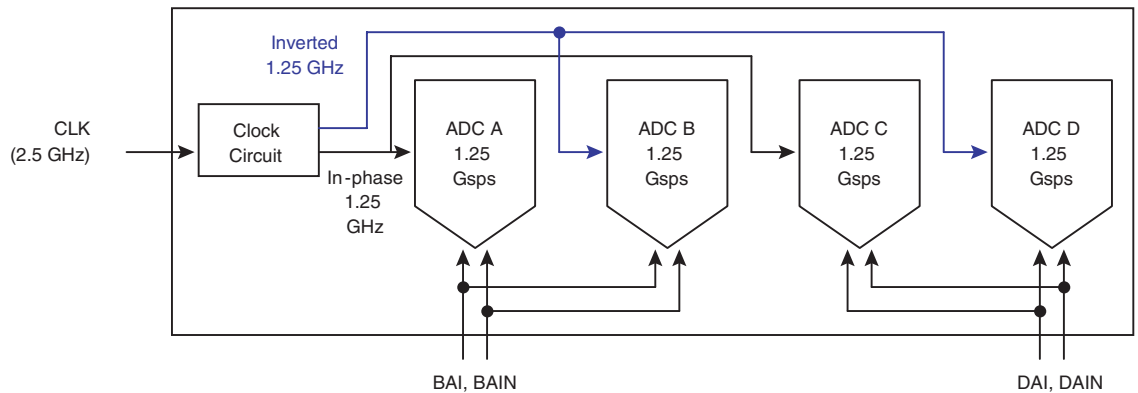 Inverted
1.25 GHz
CLK
(2.5 GHz)
Clock
Circuit
In-phase
1.25
GHz
ADC A
1.25
Gsps
ADC B
1.25
Gsps
ADC C
1.25
Gsps
ADC D
1.25
Gsps
BAI, BAIN
DAI, DAIN